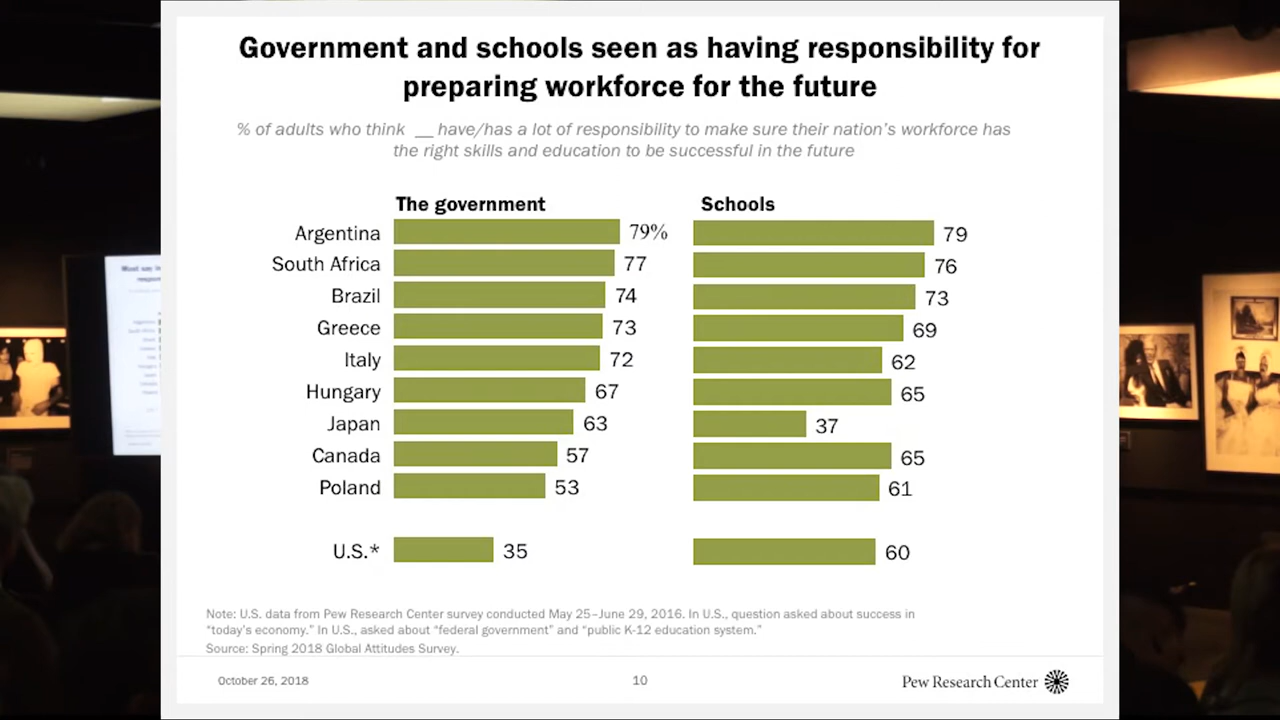 Government and schools seen as having responsibility for
preparing workforce for the future
% of adults who think __ have/has a lot of responsibility to make sure their nation's workforce has
the right skills and education to be successful in the future
The government Schools
Argentina 79% 79
South Africa 77 76
Brazil 74 73
Greece 73 69
Italy 72 62
Hungary 67 65
Japan 63 37
Canada 57 65
Poland 53 61
U.S.* 35 60
Note: U.S. data from Pew Research Center survey conducted May 25–June 29, 2016. In U.S., question asked about success in
"today's economy." In U.S., asked about "federal government" and "public K-12 education system."
Source: Spring 2018 Global Attitudes Survey.
October 26, 2018 10 Pew Research Center